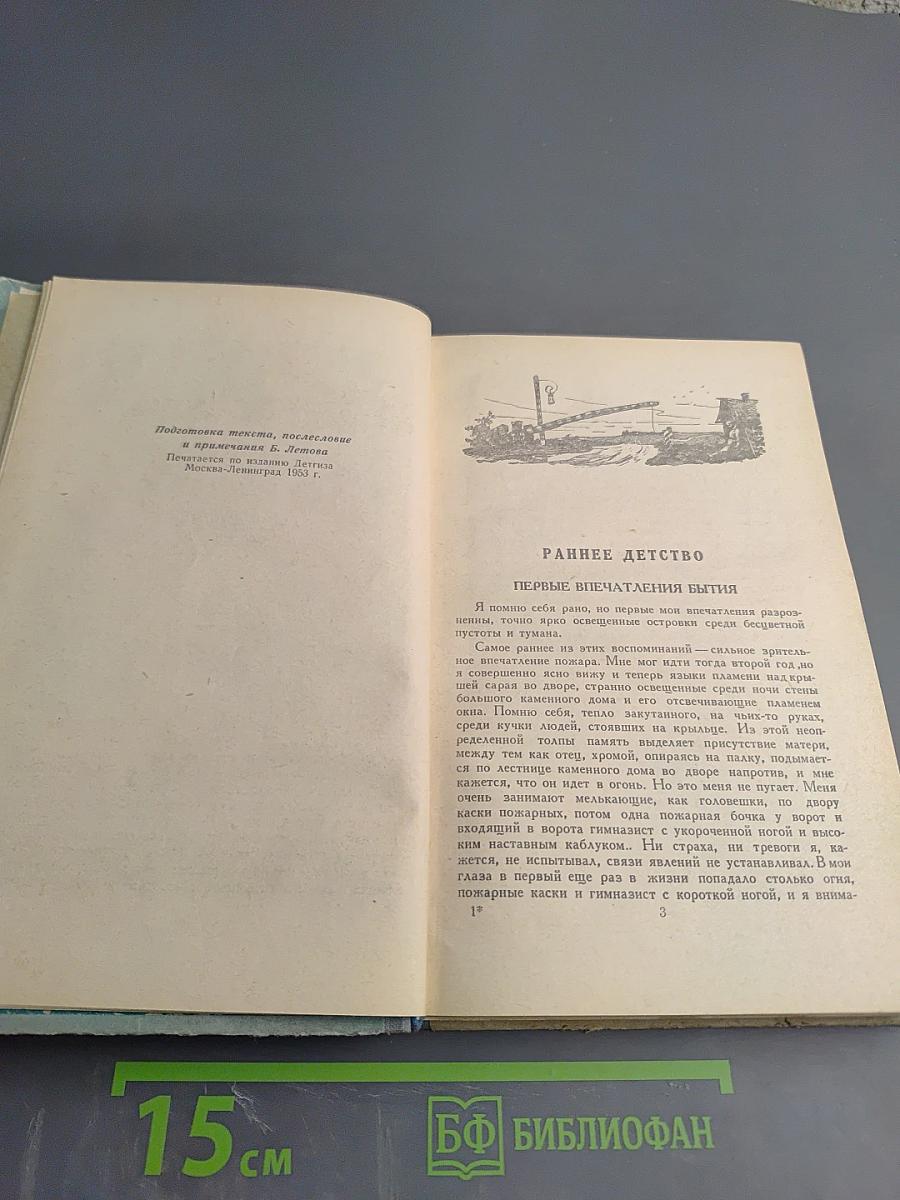 Подготовка текста, послесловие
и примечания Б. Летова
Печатается по изданию Детгиза
Москва-Ленинград 1953 г.
РАННЕЕ ДЕТСТВО
ПЕРВЫЕ ВПЕЧАТЛЕНИЯ БЫТИЯ
Я помню себя рано, но первые мои впечатления разроз-
ненны, точно ярко освещенные островки среди бесцветной
пустоты и тумана.
Самое раннее из этих воспоминаний — сильное зритель-
ное впечатление пожара. Мне мог идти тогда второй год ,но
я совершенно ясно вижу и теперь языки пламени над кры-
шей сарая во дворе, странно освещенные среди ночи стены
большого каменного дома и его отсвечивающие пламенем
окна. Помню себя, тепло закутанного, на чьих-то руках,
среди кучки людей, стоявших на крыльце. Из этой неоп-
ределенной толпы память выделяет присутствие матери,
между тем как отец, хромой, опираясь на палку, подымает-
ся по лестнице каменного дома во дворе напротив, и мне
кажется, что он идет в огонь. Но это меня не пугает. Меня
очень занимают мелькающие, как головешки, по двору
каски пожарных, потом одна пожарная бочка у ворот и
входящий в ворота гимназист с укороченной ногой и высо-
ким наставным каблуком.. Ни страха, ни тревоги я, ка-
жется, не испытывал, связи явлений не устанавливал. В мои
глаза в первый еще раз в жизни попадало столько огня,
пожарные каски и гимназист с короткой ногой, и я внима-
1*
3
15 см
БФ БИБЛИОФАН